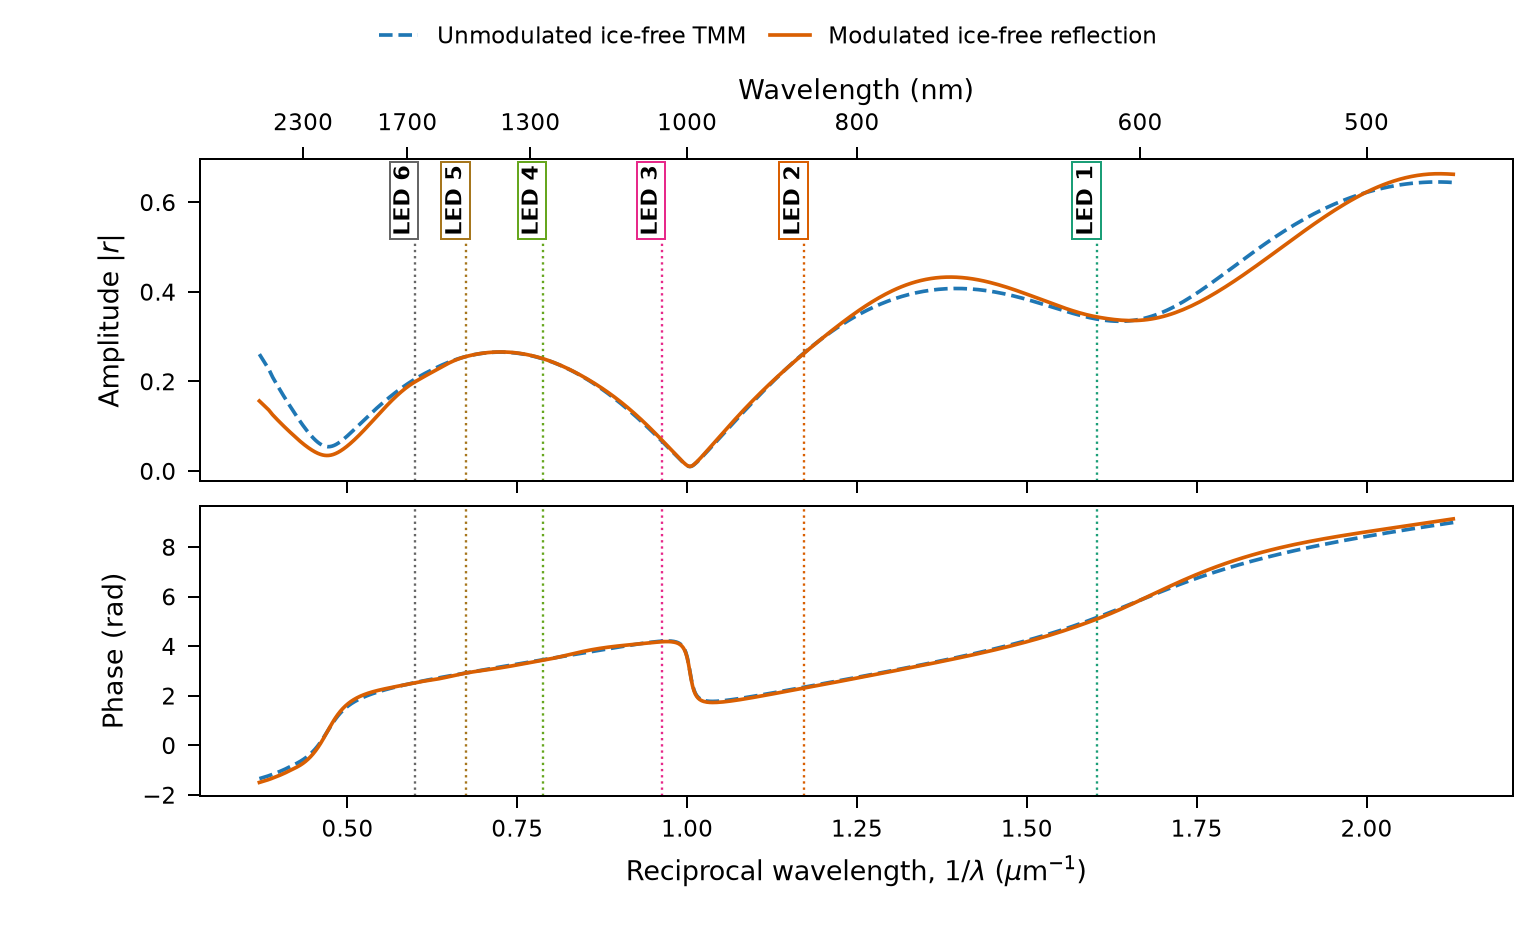 Unmodulated ice-free TMM Modulated ice-free reflection
Wavelength (nm)
2300 1700 1300 1000 800 600 500
LED 6 LED 5 LED 4 LED 3 LED 2 LED 1
Amplitude |r|
0.6
0.4
0.2
0.0
Phase (rad)
8
6
4
2
0
−2
0.50 0.75 1.00 1.25 1.50 1.75 2.00
Reciprocal wavelength, 1/λ (μm⁻¹)